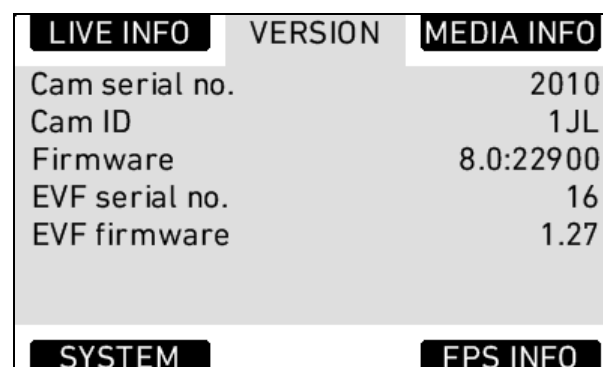 LIVE INFO VERSION MEDIA INFO
Cam serial no. 2010
Cam ID 1JL
Firmware 8.0:22900
EVF serial no. 16
EVF firmware 1.27
SYSTEM FPS INFO